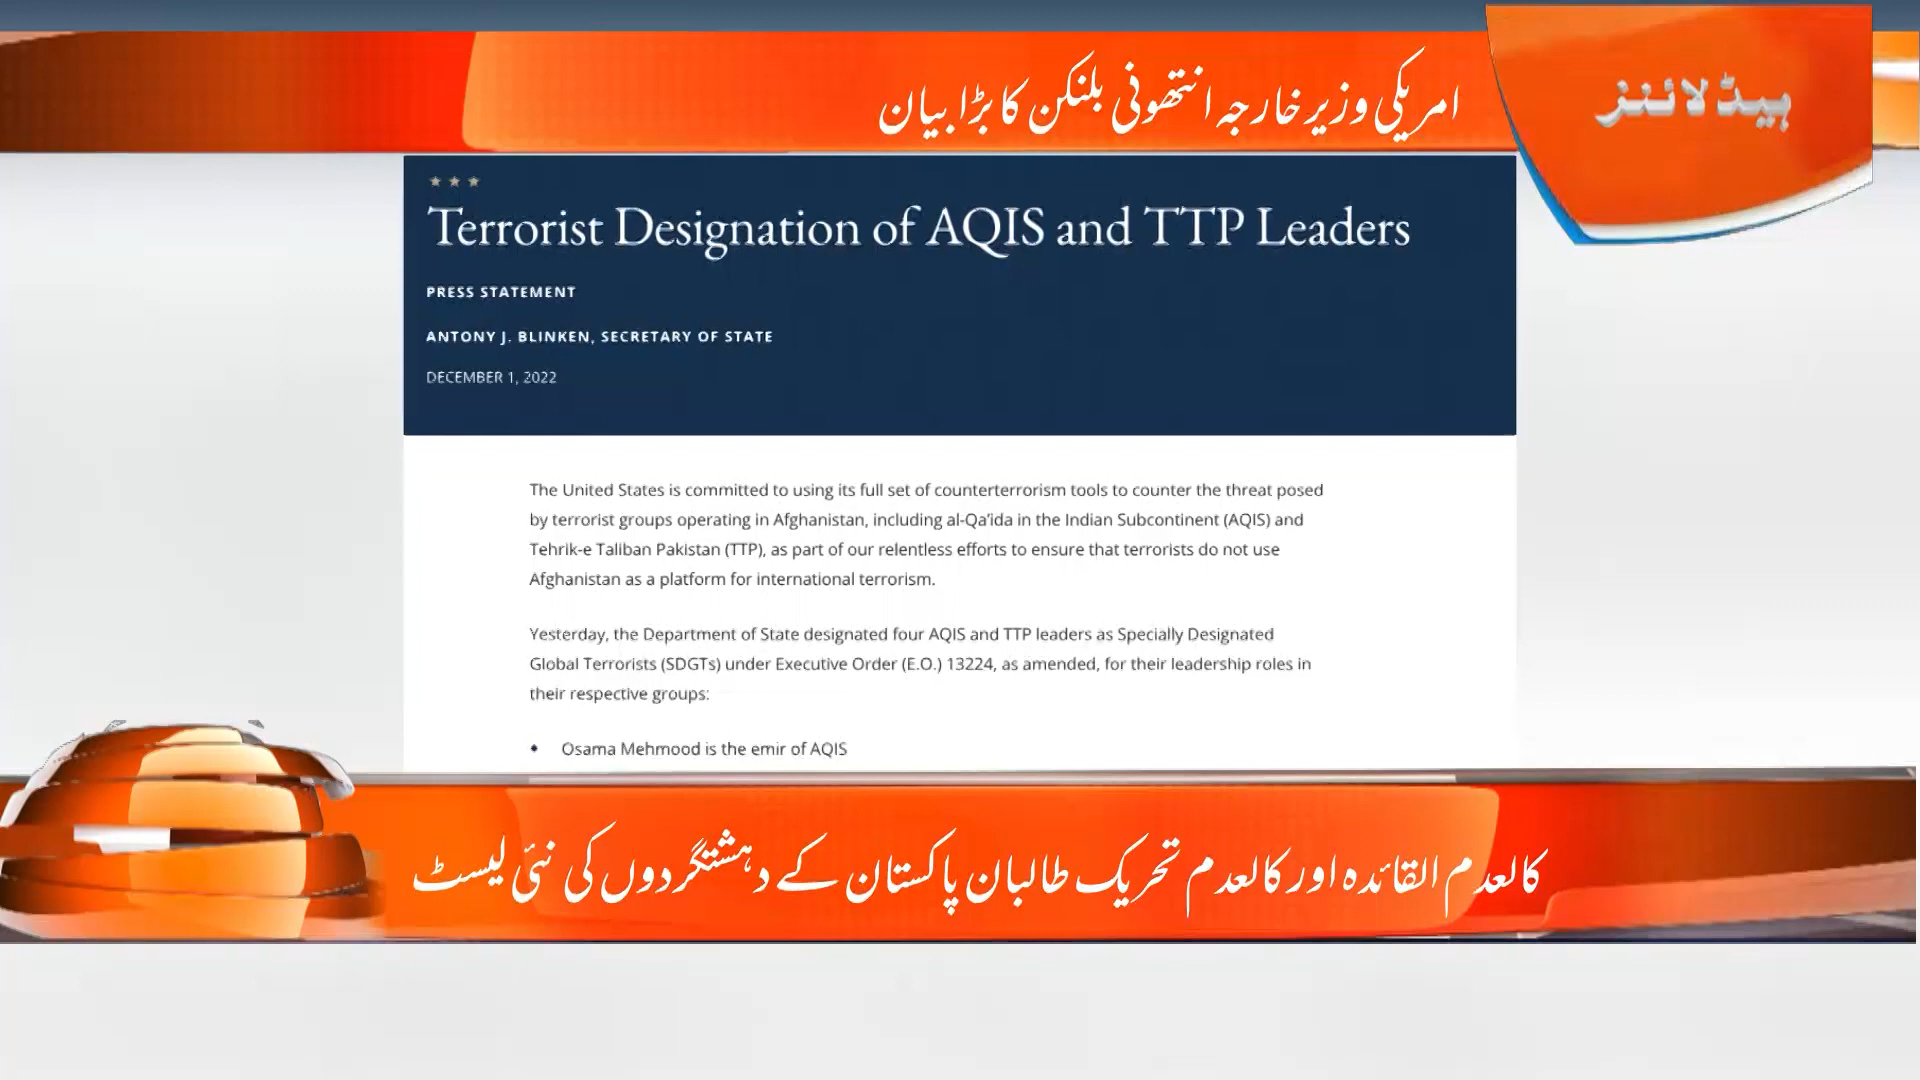 ہیڈلائنز
امریکی وزیر خارجہ انتھونی بلنکن کا بڑا بیان
Terrorist Designation of AQIS and TTP Leaders
PRESS STATEMENT
ANTONY J. BLINKEN, SECRETARY OF STATE
DECEMBER 1, 2022
The United States is committed to using its full set of counterterrorism tools to counter the threat posed
by terrorist groups operating in Afghanistan, including al-Qa’ida in the Indian Subcontinent (AQIS) and
Tehrik-e Taliban Pakistan (TTP), as part of our relentless efforts to ensure that terrorists do not use
Afghanistan as a platform for international terrorism.
Yesterday, the Department of State designated four AQIS and TTP leaders as Specially Designated
Global Terrorists (SDGTs) under Executive Order (E.O.) 13224, as amended, for their leadership roles in
their respective groups:
• Osama Mehmood is the emir of AQIS
کالعدم القائدہ اور کالعدم تحریک طالبان پاکستان کے دہشتگردوں کی نئی لیسٹ